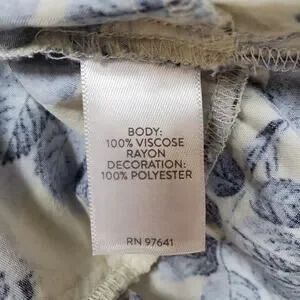 BODY:
100% VISCOSE
RAYON
DECORATION:
100% POLYESTER
RN 97641